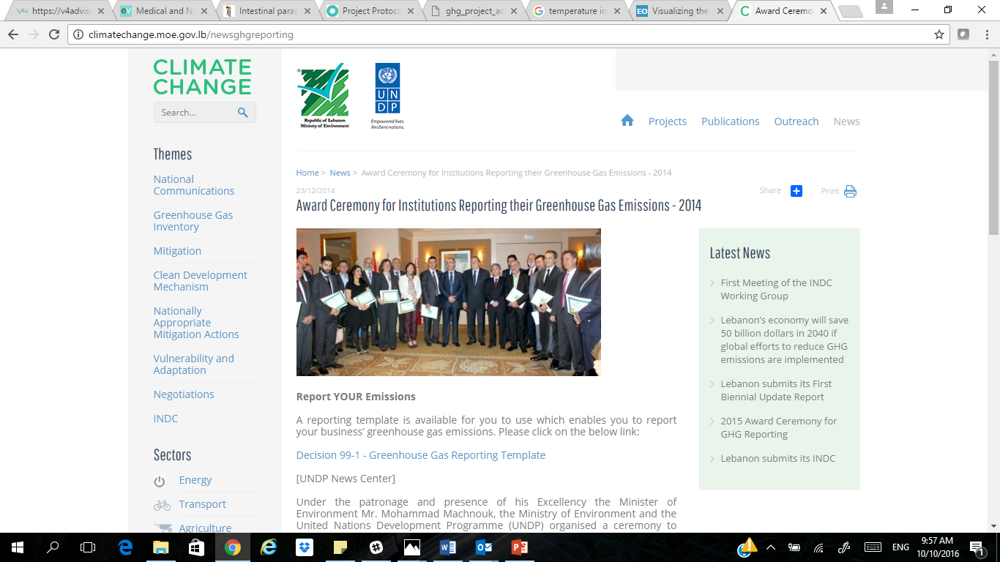 https://v4advis
Medical and N
Intestinal paras
Project Protoco
ghg_project_ac
temperature in
Visualizing the
Award Ceremo
climatechange.moe.gov.lb/newsghgreporting
CLIMATE
CHANGE
Search...
Themes
National
Communications
Greenhouse Gas
Inventory
Mitigation
Clean Development
Mechanism
Nationally
Appropriate
Mitigation Actions
Vulnerability and
Adaptation
Negotiations
INDC
Sectors
Energy
Transport
Agriculture
Republic of Lebanon
Ministry of Environment
U N
D P
Empowered lives.
Resilient nations.
Projects Publications Outreach News
Home > News > Award Ceremony for Institutions Reporting their Greenhouse Gas Emissions - 2014
23/12/2014
Share Print
Award Ceremony for Institutions Reporting their Greenhouse Gas Emissions - 2014
Report YOUR Emissions
A reporting template is available for you to use which enables you to report
your business' greenhouse gas emissions. Please click on the below link:
Decision 99-1 - Greenhouse Gas Reporting Template
[UNDP News Center]
Under the patronage and presence of his Excellency the Minister of
Environment Mr. Mohammad Machnouk, the Ministry of Environment and the
United Nations Development Programme (UNDP) organised a ceremony to
Latest News
First Meeting of the INDC
Working Group
Lebanon's economy will save
50 billion dollars in 2040 if
global efforts to reduce GHG
emissions are implemented
Lebanon submits its First
Biennial Update Report
2015 Award Ceremony for
GHG Reporting
Lebanon submits its INDC
ENG
9:57 AM
10/10/2016